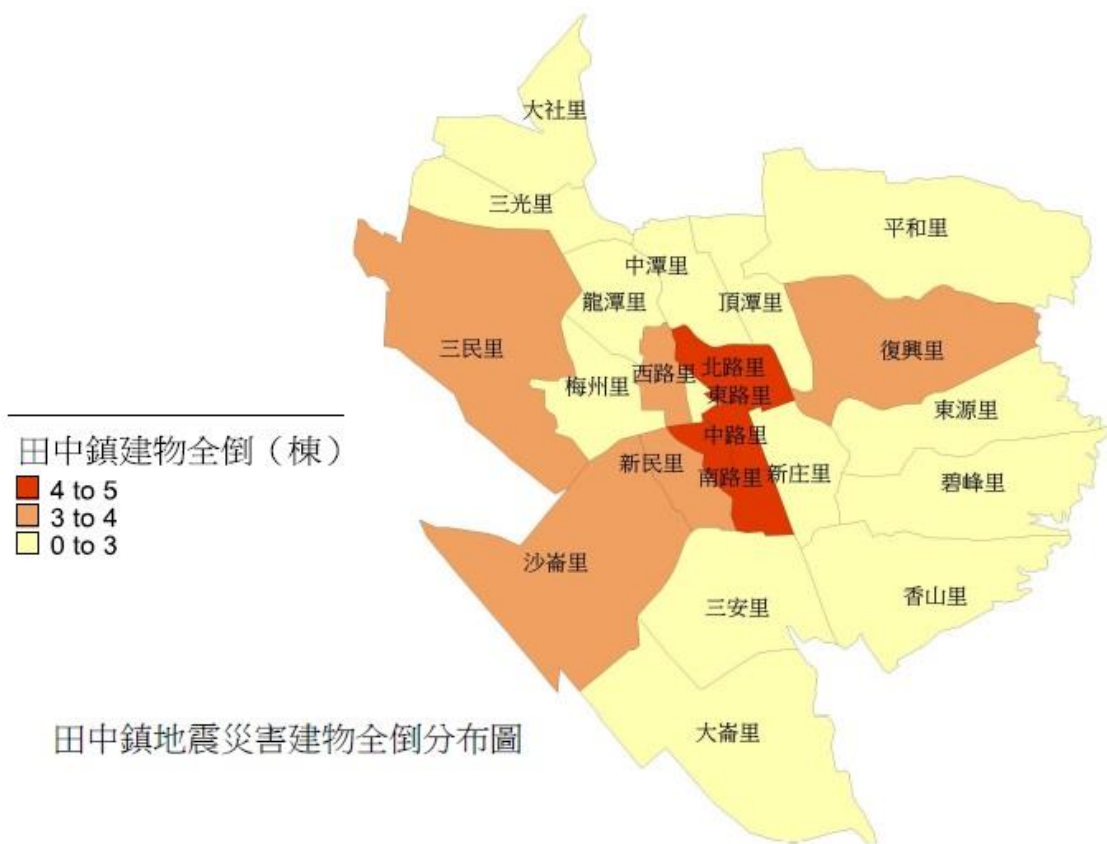 大社里
三光里
平和里
中潭里
龍潭里
頂潭里
三民里
復興里
北路里
西路里
梅州里
東路里
東源里
中路里
新民里
南路里
新庄里
碧峰里
沙崙里
三安里
香山里
大崙里
田中鎮建物全倒（棟）
4 to 5
3 to 4
0 to 3
田中鎮地震災害建物全倒分布圖